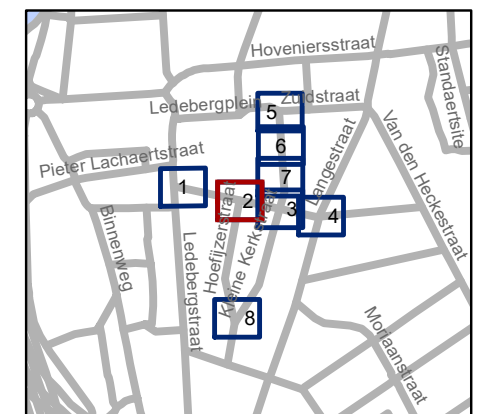 Hoveniersstraat
Standaertsite
Ledebergplein
Zuidstraat
5
6
Pieter Lachaertstraat
Langestraat
Van den Heckestraat
7
1
2
3
4
Hoefijzerstraat
Kleine Kerkstraat
Binnenweg
Ledebergstraat
8
Moriaanstraat